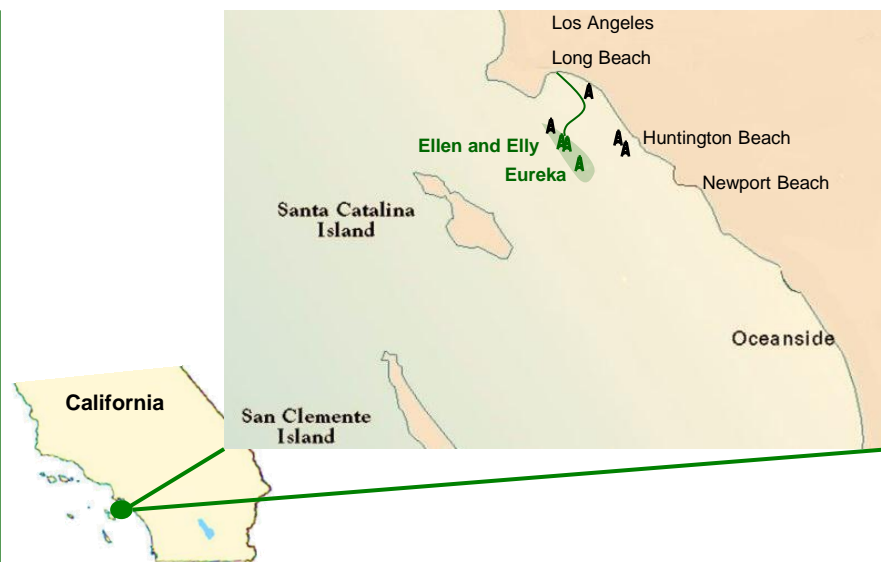 Los Angeles
Long Beach
Huntington Beach
Ellen and Elly
Eureka
Newport Beach
Santa Catalina
Island
Oceanside
California
San Clemente
Island